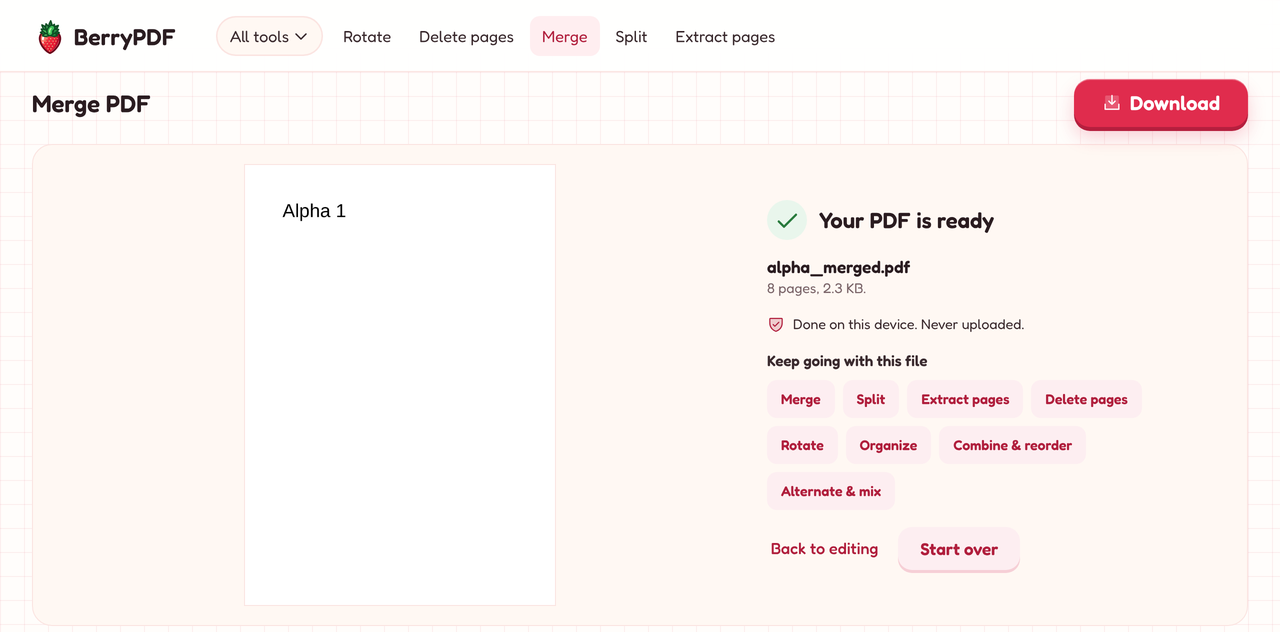 BerryPDF
All tools
Rotate
Delete pages
Merge
Split
Extract pages
Merge PDF
Download
Alpha 1
Your PDF is ready
alpha_merged.pdf
8 pages, 2.3 KB.
Done on this device. Never uploaded.
Keep going with this file
Merge
Split
Extract pages
Delete pages
Rotate
Organize
Combine & reorder
Alternate & mix
Back to editing
Start over